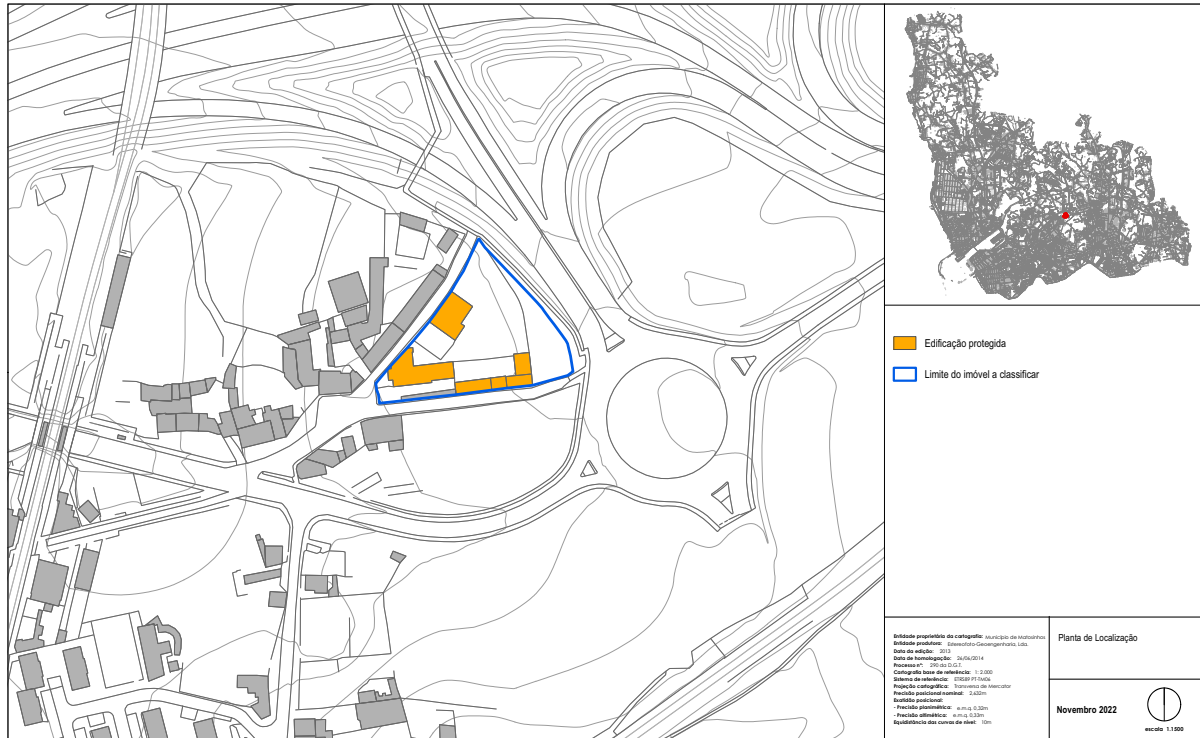 Edificação protegida
Limite do imóvel a classificar
Entidade proprietária da cartografia: Município de Matosinhos
Entidade produtora: Estereofoto-Geoengenharia, Lda.
Data da edição: 2013
Data de homologação: 26/06/2014
Processo nº: 290 da D.G.T.
Cartografia base de referência: 1: 2.000
Sistema de referência: ETRS89 PT-TM06
Projeção cartográfica: Transversa de Mercator
Precisão posicional nominal: 2,632m
Exatidão posicional:
- Precisão planimétrica: e.m.q. 0,32m
- Precisão altimétrica: e.m.q. 0,33m
Equidistância das curvas de nível: 10m
Planta de Localização
Novembro 2022
escala 1.1500